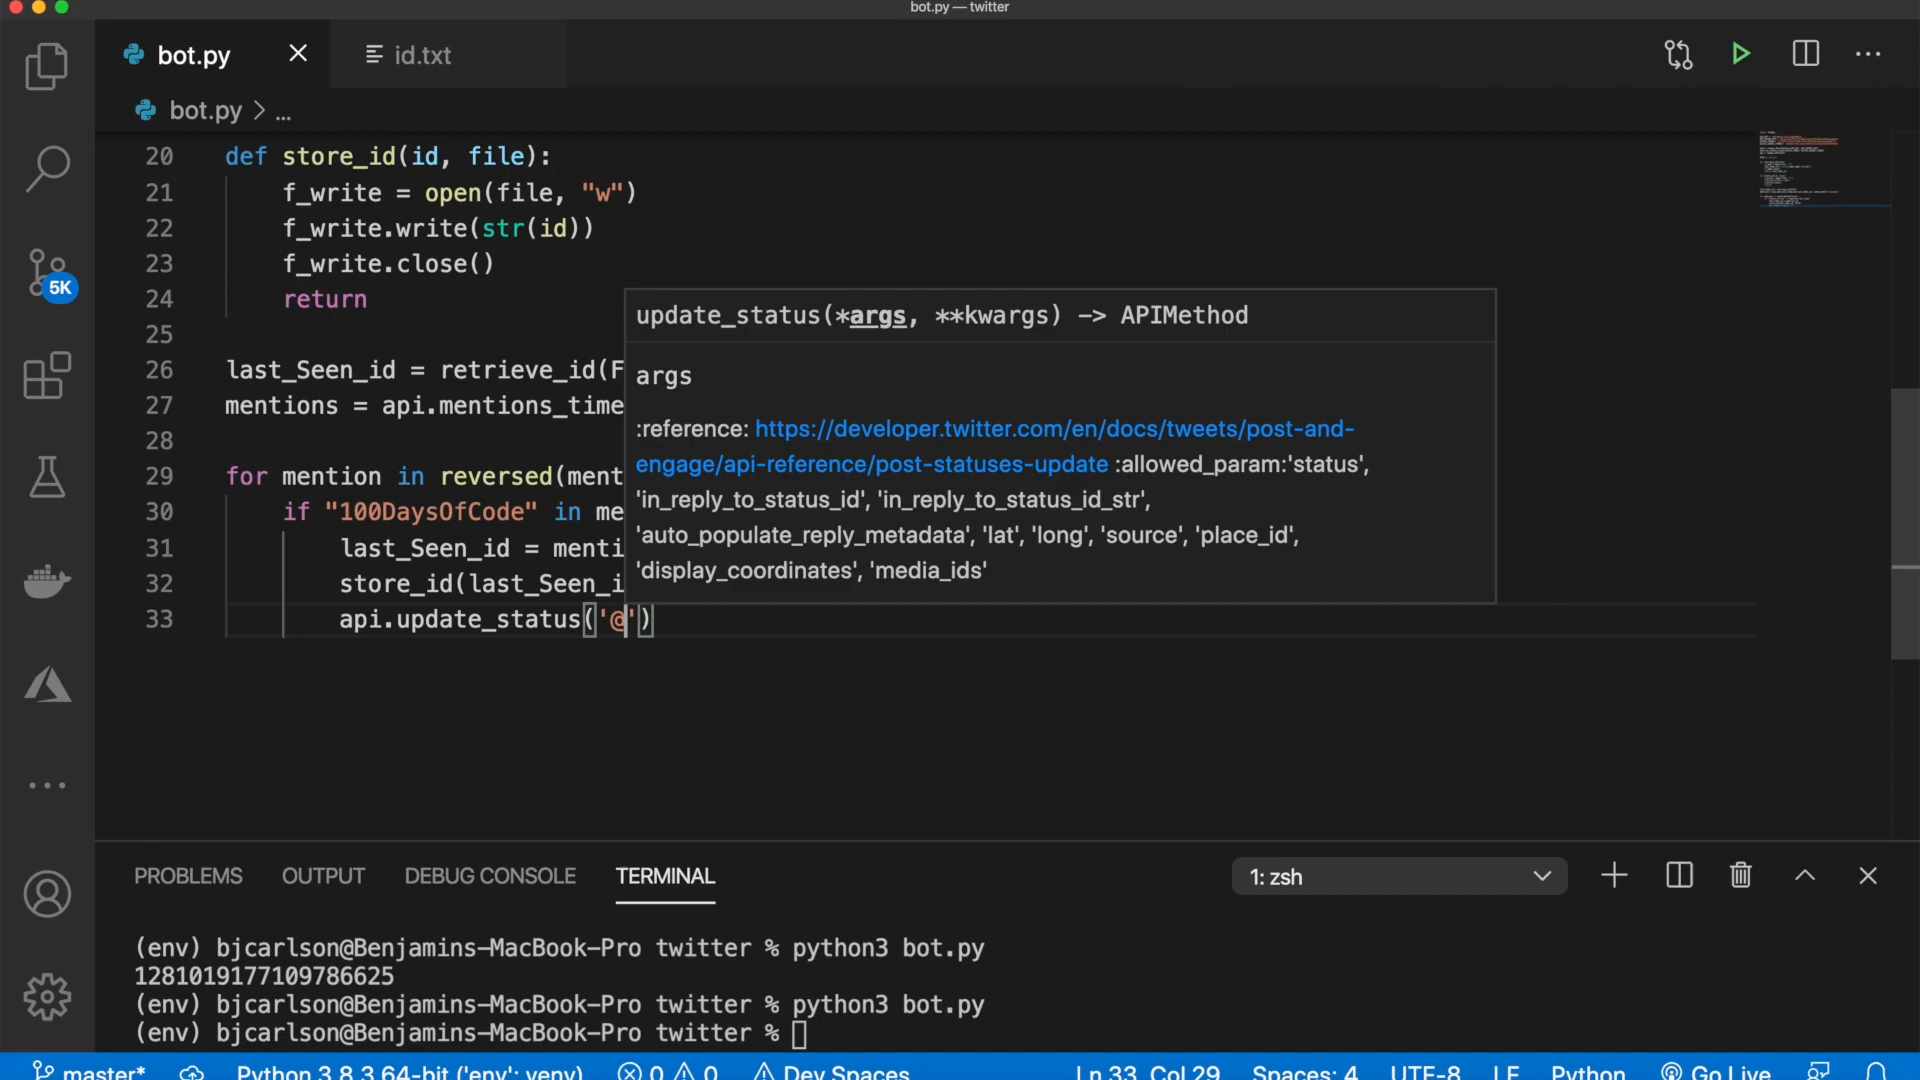 bot.py — twitter
bot.py
id.txt
bot.py > ...
20 def store_id(id, file):
21 f_write = open(file, "w")
22 f_write.write(str(id))
23 f_write.close()
24 return
25
26 last_Seen_id = retrieve_id(F
27 mentions = api.mentions_time
28
29 for mention in reversed(ment
30 if "100DaysOfCode" in me
31 last_Seen_id = menti
32 store_id(last_Seen_i
33 api.update_status('@')
update_status(*args, **kwargs) -> APIMethod
args
:reference: https://developer.twitter.com/en/docs/tweets/post-and-
engage/api-reference/post-statuses-update :allowed_param:'status',
'in_reply_to_status_id', 'in_reply_to_status_id_str',
'auto_populate_reply_metadata', 'lat', 'long', 'source', 'place_id',
'display_coordinates', 'media_ids'
5K
PROBLEMS OUTPUT DEBUG CONSOLE TERMINAL
1: zsh
(env) bjcarlson@Benjamins-MacBook-Pro twitter % python3 bot.py
1281019177109786625
(env) bjcarlson@Benjamins-MacBook-Pro twitter % python3 bot.py
(env) bjcarlson@Benjamins-MacBook-Pro twitter %
master* Python 3.8.3 64-bit ('env': venv) 0 0 Dev Spaces Ln 33, Col 29 Spaces: 4 UTF-8 LF Python Go Live